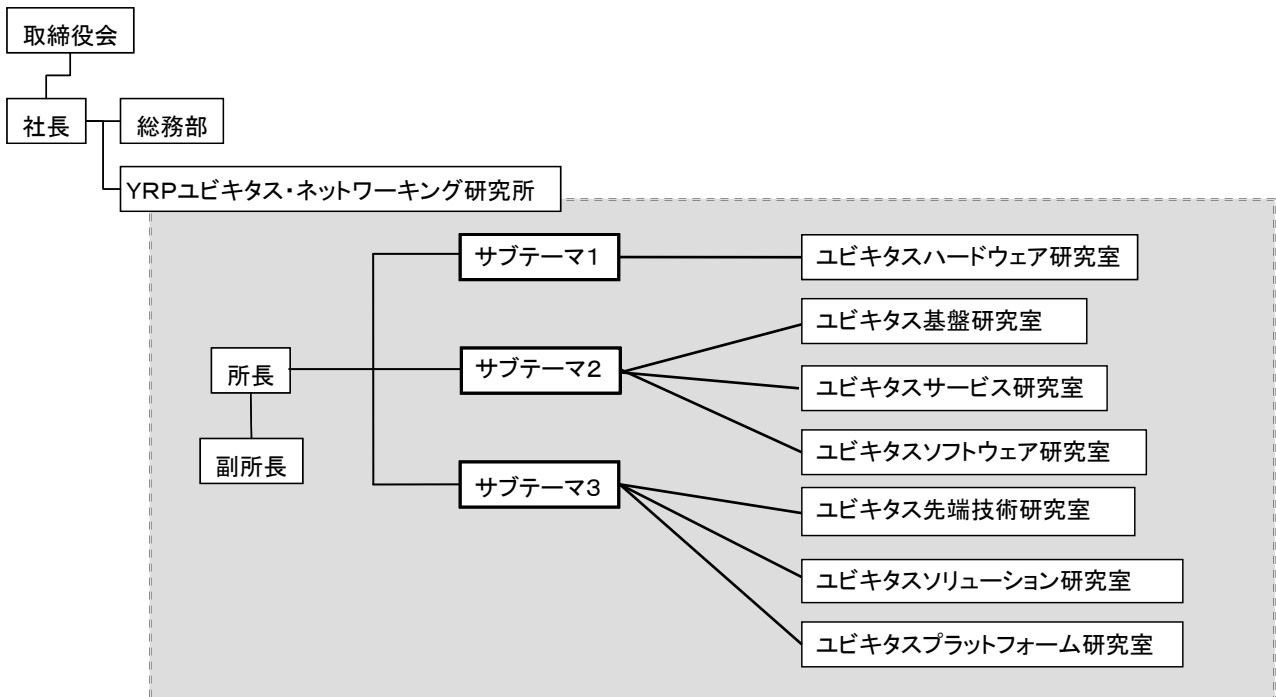 取締役会
社長
総務部
YRPユビキタス・ネットワーキング研究所
サブテーマ1
ユビキタスハードウェア研究室
ユビキタス基盤研究室
所長
サブテーマ2
ユビキタスサービス研究室
副所長
ユビキタスソフトウェア研究室
サブテーマ3
ユビキタス先端技術研究室
ユビキタスソリューション研究室
ユビキタスプラットフォーム研究室